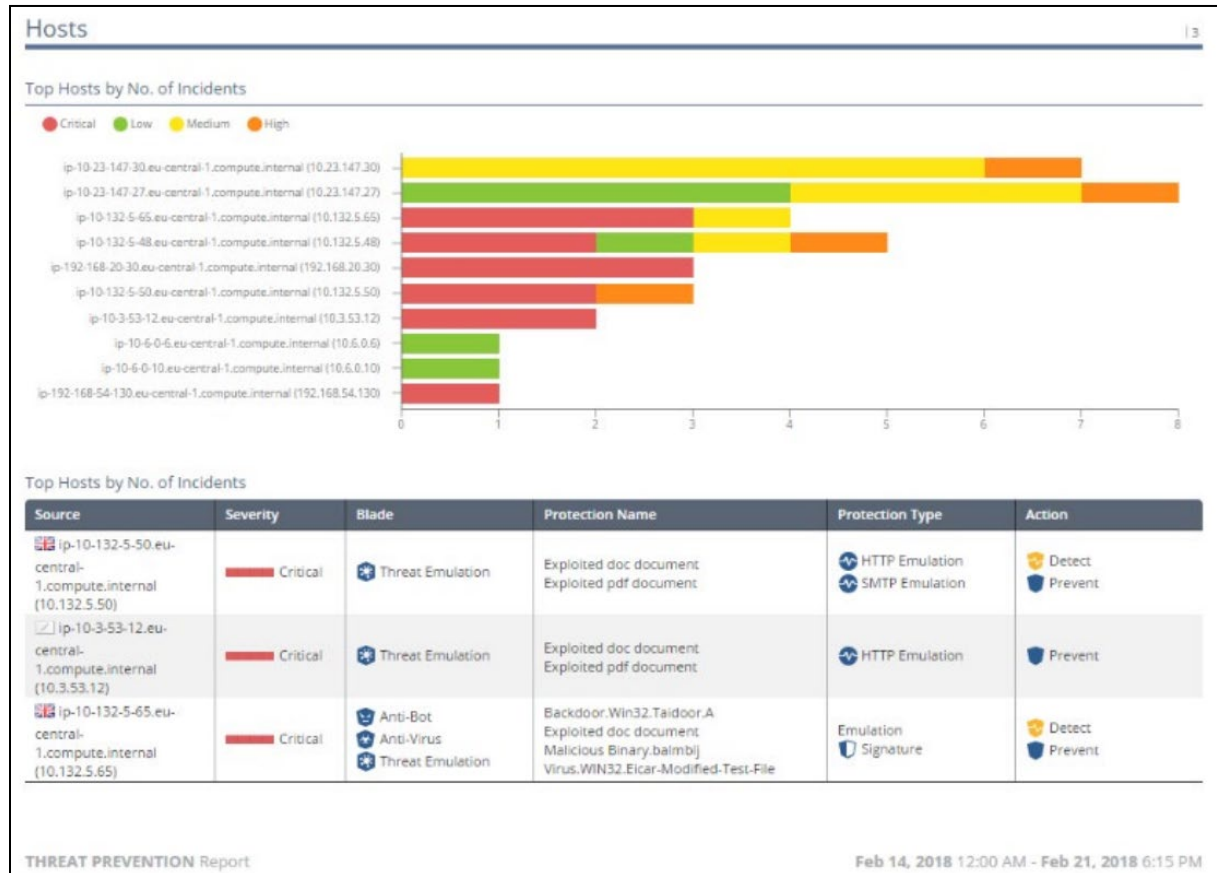 Hosts
| 3
Top Hosts by No. of Incidents
Critical Low Medium High
ip-10-23-147-30.eu-central-1.compute.internal (10.23.147.30)
ip-10-23-147-27.eu-central-1.compute.internal (10.23.147.27)
ip-10-132-5-65.eu-central-1.compute.internal (10.132.5.65)
ip-10-132-5-48.eu-central-1.compute.internal (10.132.5.48)
ip-192-168-20-30.eu-central-1.compute.internal (192.168.20.30)
ip-10-132-5-50.eu-central-1.compute.internal (10.132.5.50)
ip-10-3-53-12.eu-central-1.compute.internal (10.3.53.12)
ip-10-6-0-6.eu-central-1.compute.internal (10.6.0.6)
ip-10-6-0-10.eu-central-1.compute.internal (10.6.0.10)
ip-192-168-54-130.eu-central-1.compute.internal (192.168.54.130)
0 1 2 3 4 5 6 7 8
Top Hosts by No. of Incidents
Source Severity Blade Protection Name Protection Type Action
ip-10-132-5-50.eu-
central-
1.compute.internal
(10.132.5.50)
Critical
Threat Emulation
Exploited doc document
Exploited pdf document
HTTP Emulation
SMTP Emulation
Detect
Prevent
ip-10-3-53-12.eu-
central-
1.compute.internal
(10.3.53.12)
Critical
Threat Emulation
Exploited doc document
Exploited pdf document
HTTP Emulation
Prevent
ip-10-132-5-65.eu-
central-
1.compute.internal
(10.132.5.65)
Critical
Anti-Bot
Anti-Virus
Threat Emulation
Backdoor.Win32.Taidoor.A
Exploited doc document
Malicious Binary.balmblj
Virus.WIN32.Eicar-Modified-Test-File
Emulation
Signature
Detect
Prevent
THREAT PREVENTION Report
Feb 14, 2018 12:00 AM - Feb 21, 2018 6:15 PM